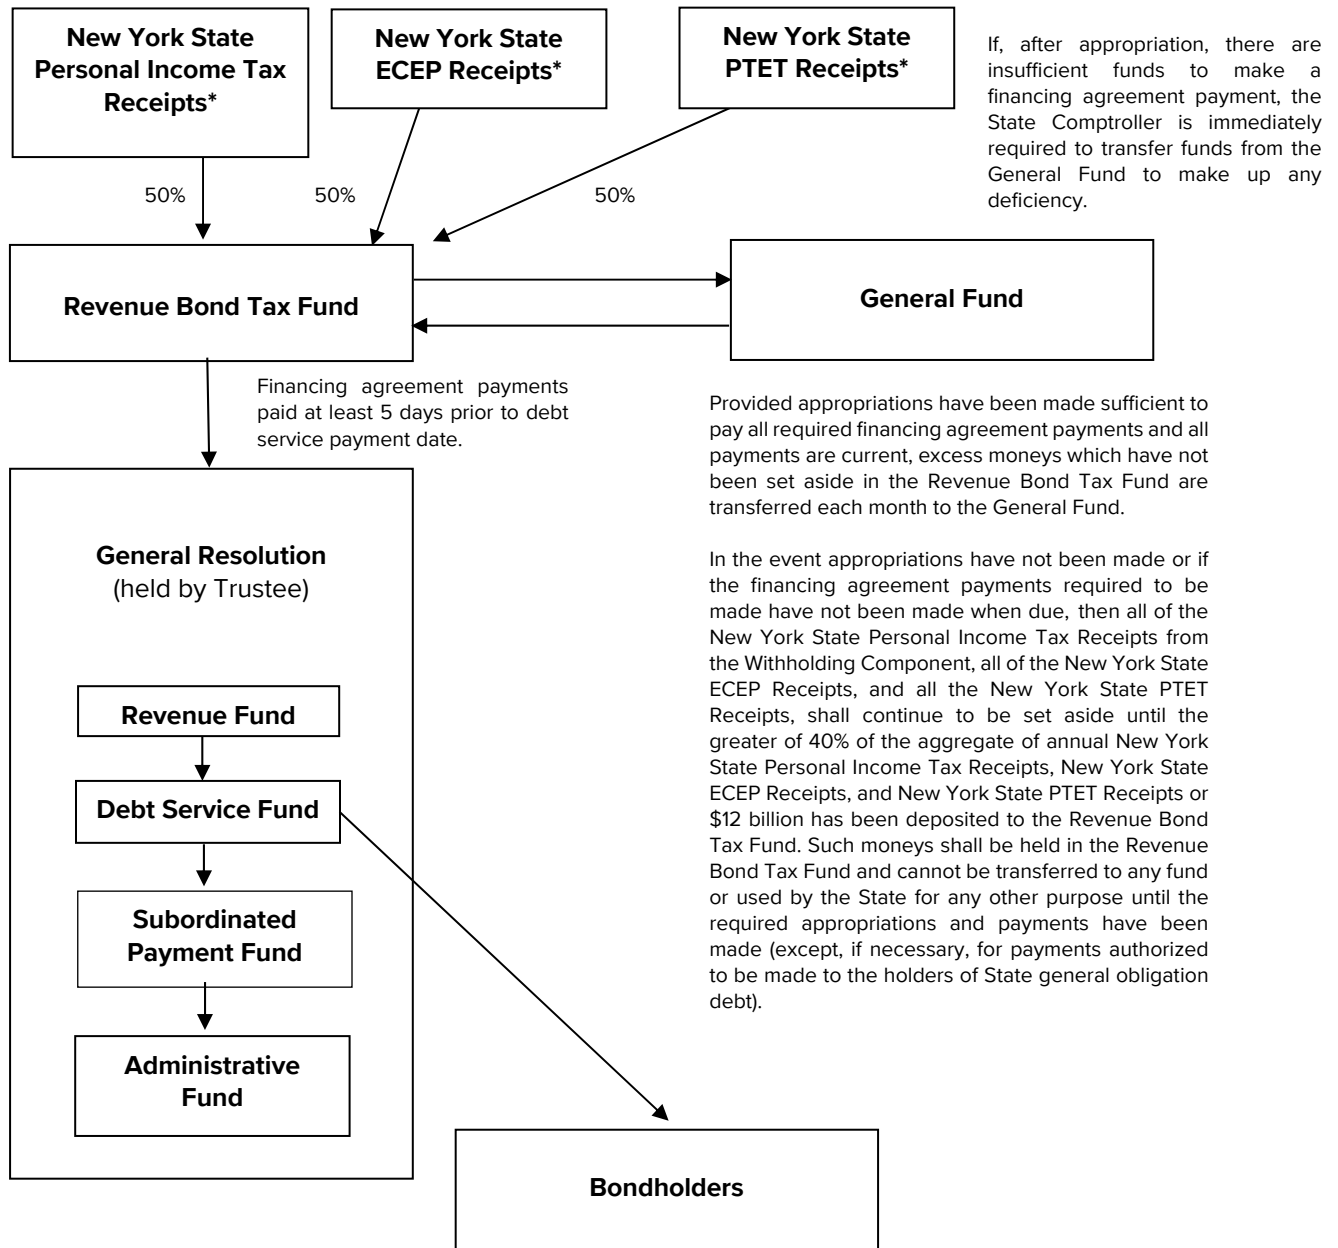 New York State
Personal Income Tax
Receipts*
New York State
ECEP Receipts*
New York State
PTET Receipts*
If, after appropriation, there are
insufficient funds to make a
financing agreement payment, the
State Comptroller is immediately
required to transfer funds from the
General Fund to make up any
deficiency.
50%
50%
50%
Revenue Bond Tax Fund
General Fund
Financing agreement payments
paid at least 5 days prior to debt
service payment date.
Provided appropriations have been made sufficient to
pay all required financing agreement payments and all
payments are current, excess moneys which have not
been set aside in the Revenue Bond Tax Fund are
transferred each month to the General Fund.
In the event appropriations have not been made or if
the financing agreement payments required to be
made have not been made when due, then all of the
New York State Personal Income Tax Receipts from
the Withholding Component, all of the New York State
ECEP Receipts, and all the New York State PTET
Receipts, shall continue to be set aside until the
greater of 40% of the aggregate of annual New York
State Personal Income Tax Receipts, New York State
ECEP Receipts, and New York State PTET Receipts or
$12 billion has been deposited to the Revenue Bond
Tax Fund. Such moneys shall be held in the Revenue
Bond Tax Fund and cannot be transferred to any fund
or used by the State for any other purpose until the
required appropriations and payments have been
made (except, if necessary, for payments authorized
to be made to the holders of State general obligation
debt).
General Resolution
(held by Trustee)
Revenue Fund
Debt Service Fund
Subordinated
Payment Fund
Administrative
Fund
Bondholders